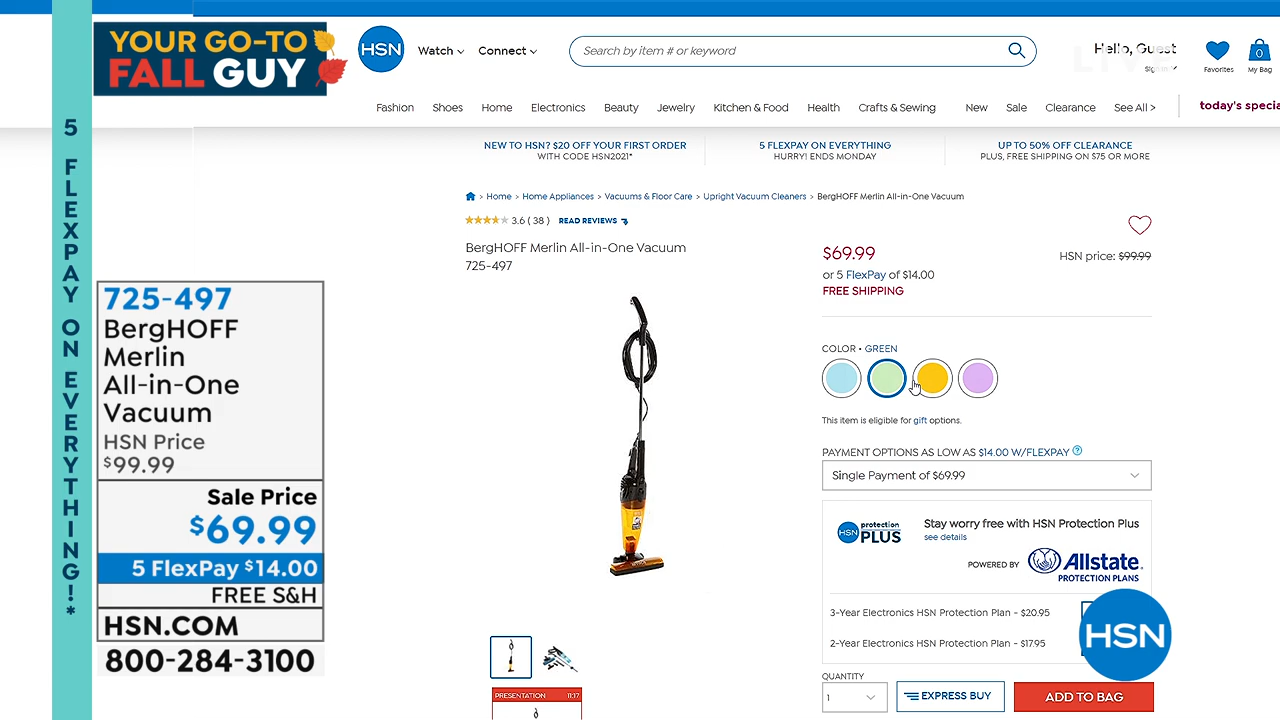 YOUR GO-TO
FALL GUY
5 FLEXPAY ON EVERYTHING!*
725-497
BergHOFF
Merlin
All-in-One
Vacuum
HSN Price
$99.99
Sale Price
$69.99
5 FlexPay $14.00
FREE S&H
HSN.COM
800-284-3100
HSN
Watch
Connect
Search by item # or keyword
LIVE
Hello, Guest
Sign In
Favorites
0
My Bag
Fashion
Shoes
Home
Electronics
Beauty
Jewelry
Kitchen & Food
Health
Crafts & Sewing
New
Sale
Clearance
See All >
today's specia
NEW TO HSN? $20 OFF YOUR FIRST ORDER
WITH CODE HSN2021*
5 FLEXPAY ON EVERYTHING
HURRY! ENDS MONDAY
UP TO 50% OFF CLEARANCE
PLUS, FREE SHIPPING ON $75 OR MORE
> Home > Home Appliances > Vacuums & Floor Care > Upright Vacuum Cleaners > BergHOFF Merlin All-in-One Vacuum
3.6 ( 38 ) READ REVIEWS
BergHOFF Merlin All-in-One Vacuum
725-497
$69.99
HSN price: $99.99
or 5 FlexPay of $14.00
FREE SHIPPING
COLOR • GREEN
This item is eligible for gift options.
PAYMENT OPTIONS AS LOW AS $14.00 W/FLEXPAY ?
Single Payment of $69.99
HSN protection PLUS
Stay worry free with HSN Protection Plus
see details
POWERED BY Allstate.
PROTECTION PLANS
3-Year Electronics HSN Protection Plan - $20.95
2-Year Electronics HSN Protection Plan - $17.95
HSN
QUANTITY
1
EXPRESS BUY
ADD TO BAG
PRESENTATION 11:17